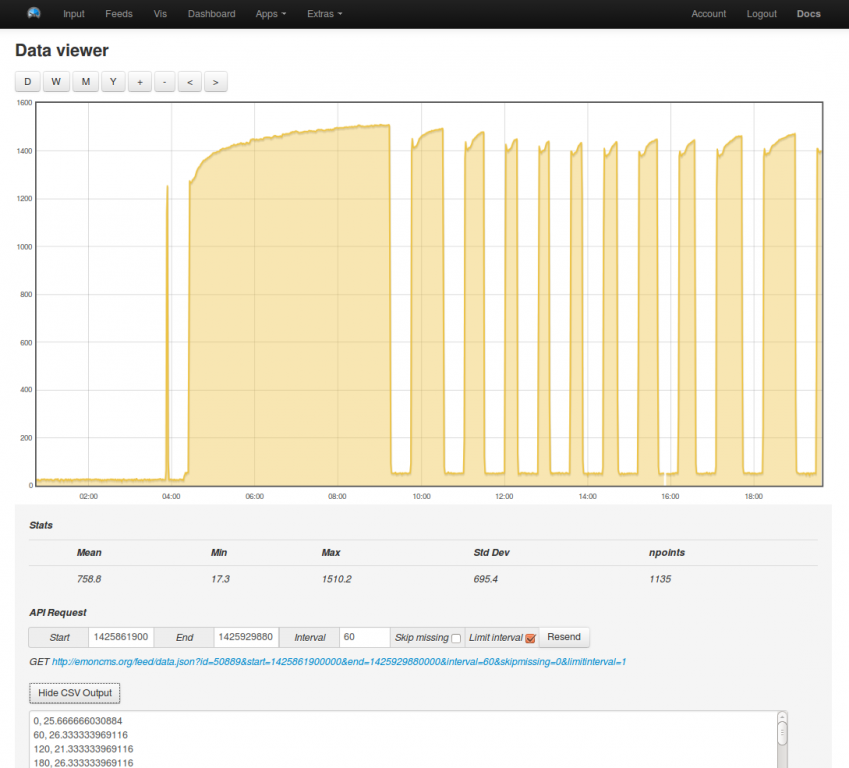 Input Feeds Vis Dashboard Apps Extras Account Logout Docs
Data viewer
D W M Y + - < >
1600
1400
1200
1000
800
600
400
200
0
02:00 04:00 06:00 08:00 10:00 12:00 14:00 16:00 18:00
Stats
Mean Min Max Std Dev npoints
758.8 17.3 1510.2 695.4 1135
API Request
Start 1425861900 End 1425929880 Interval 60 Skip missing Limit interval Resend
GET http://emoncms.org/feed/data.json?id=50889&start=1425861900000&end=1425929880000&interval=60&skipmissing=0&limitinterval=1
Hide CSV Output
0, 25.666666030884
60, 26.333333969116
120, 21.333333969116
180, 26.333333969116